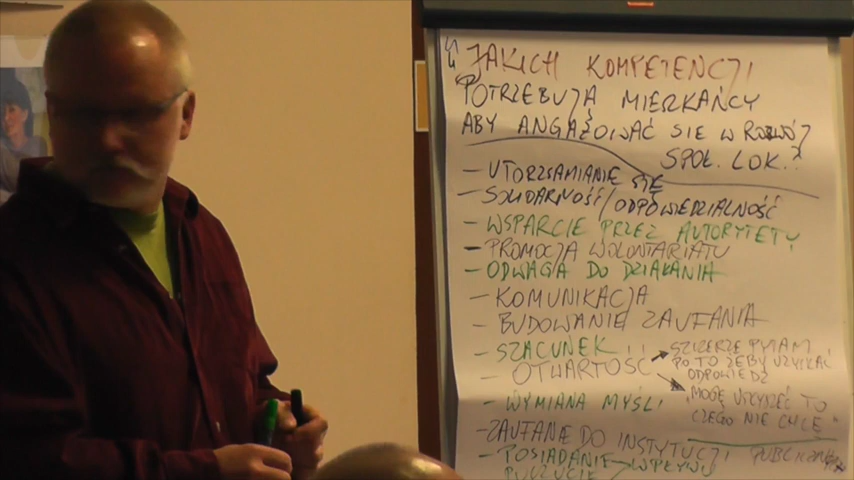 JAKICH KOMPETENCJI
POTRZEBUJĄ MIESZKAŃCY
ABY ANGAŻOWAĆ SIĘ W ROZWÓJ
SPOŁ. LOK.?
- UTOŻSAMIANIE SIĘ
- SOLIDARNOŚĆ/ODPOWIEDZIALNOŚĆ
- WSPARCIE PRZEZ AUTORYTETY
- PROMOCJA WOLONTARIATU
- ODWAGA DO DZIAŁANIA
- KOMUNIKACJA
- BUDOWANIE ZAUFANIA
- SZACUNEK
- OTWARTOŚĆ
SZCZERZE PYTAM
PO TO ŻEBY UZYSKAĆ
ODPOWIEDŹ
"MOGĘ USŁYSZEĆ TO
CZEGO NIE CHCĘ"
- WYMIANA MYŚLI
- ZAUFANIE DO INSTYTUCJI
- POSIADANIE WPŁYWU
POCZUCIE